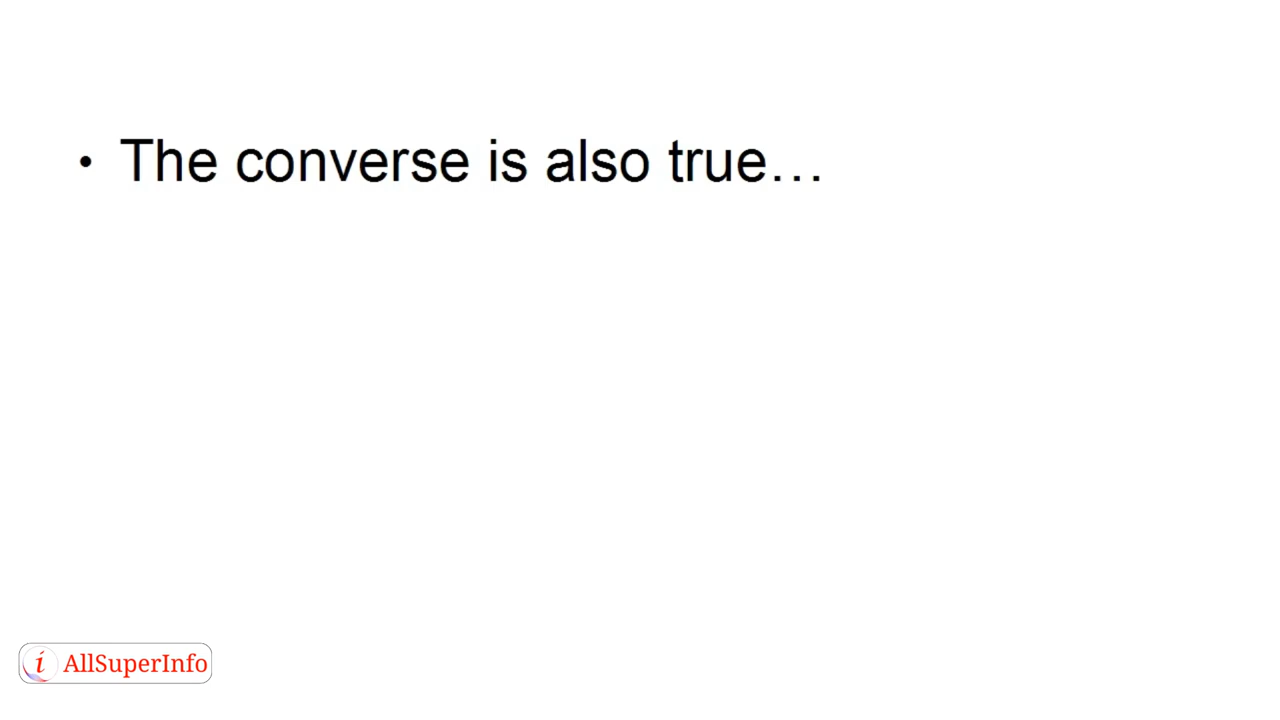 • The converse is also true…
i AllSuperInfo